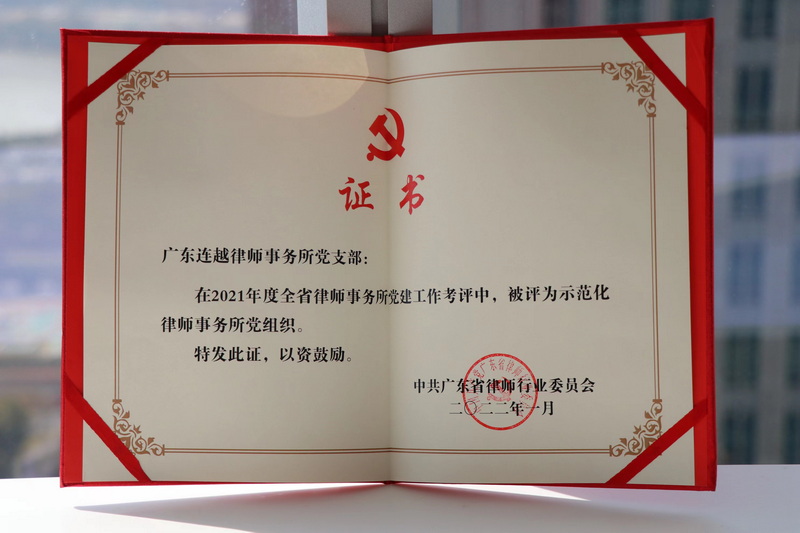 证书
广东连越律师事务所党支部：
在2021年度全省律师事务所党建工作考评中，被评为示范化
律师事务所党组织。
特发此证，以资鼓励。
中共广东省律师行业委员会
二〇二二年一月